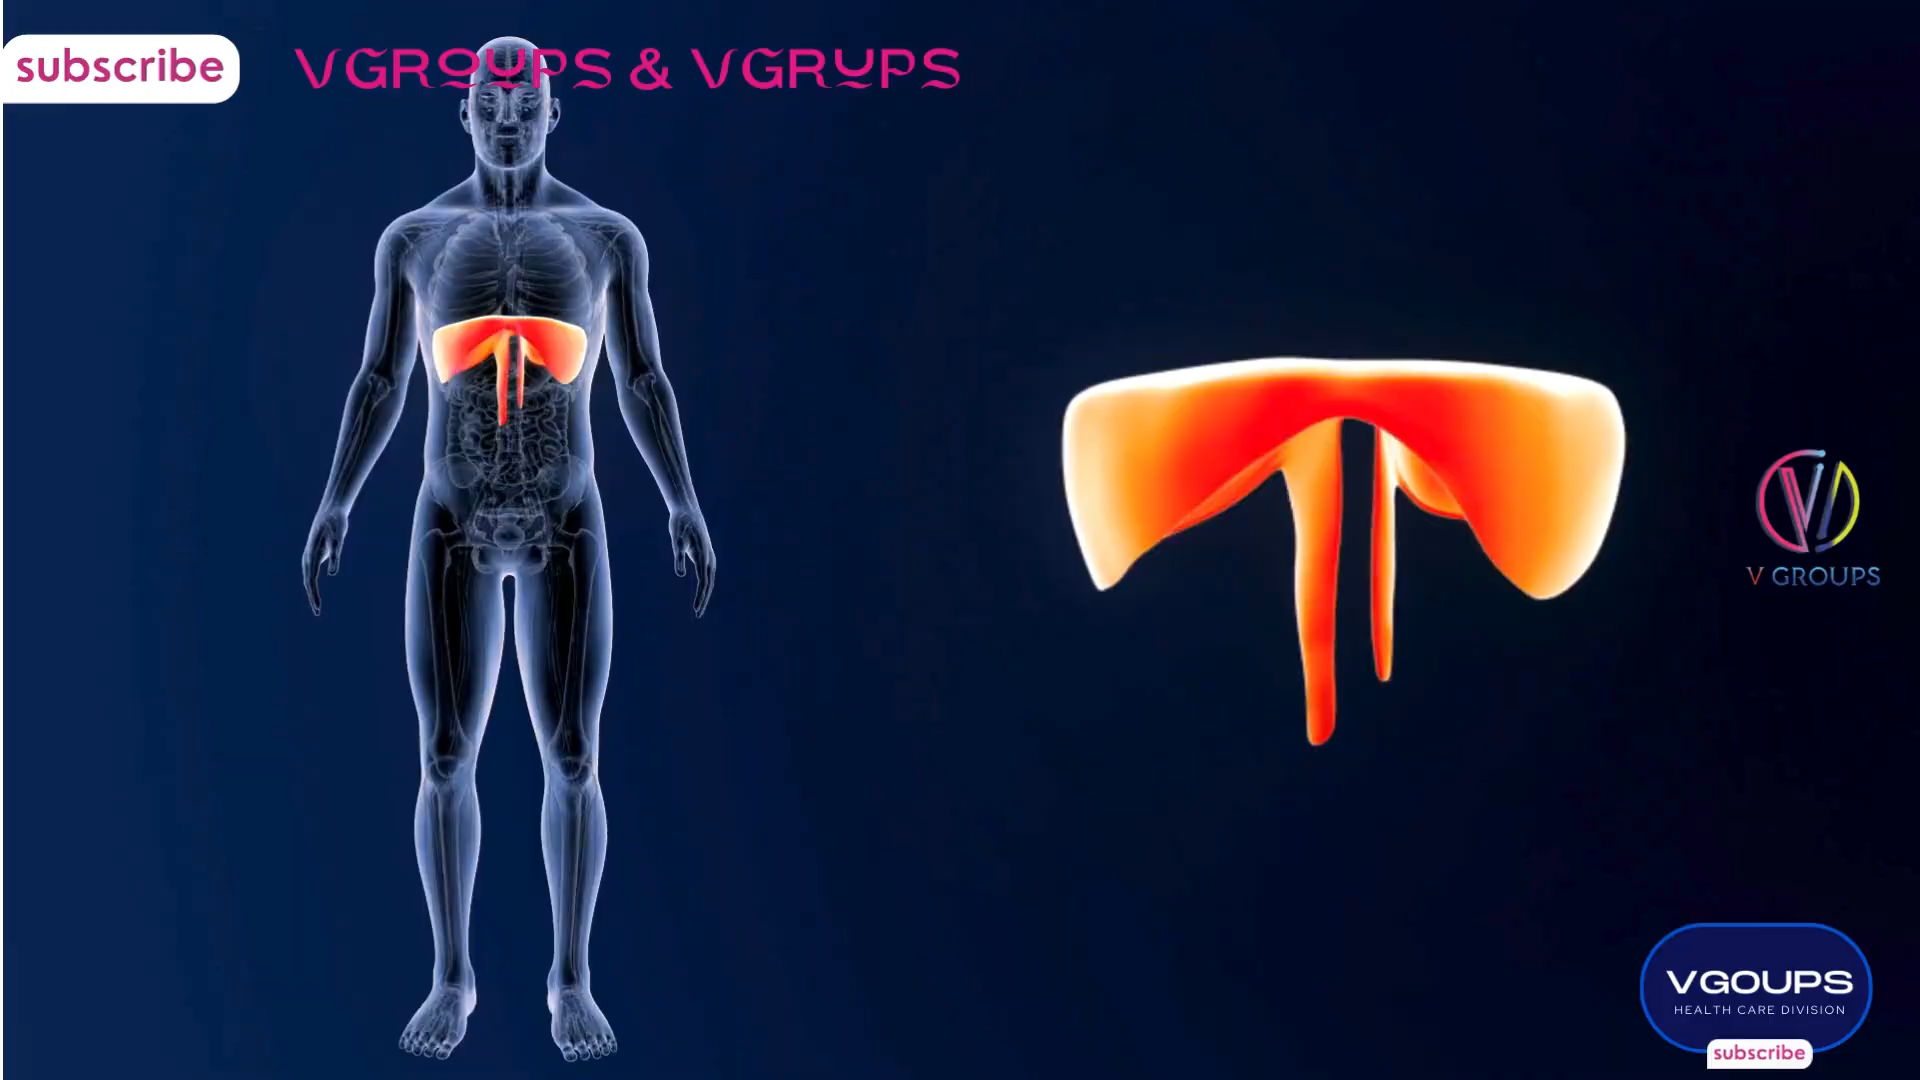 subscribe
VGROUPS & VGRUPS
V GROUPS
VGOUPS
HEALTH CARE DIVISION
subscribe